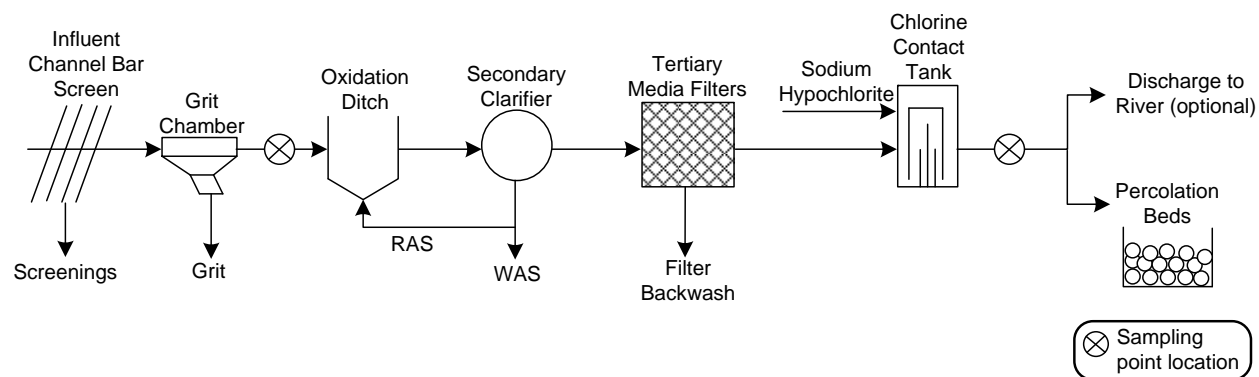 Influent
Channel Bar
Screen
Grit
Chamber
Oxidation
Ditch
Secondary
Clarifier
Tertiary
Media Filters
Sodium
Hypochlorite
Chlorine
Contact
Tank
Discharge to
River (optional)
Percolation
Beds
Screenings
Grit
RAS
WAS
Filter
Backwash
Sampling
point location